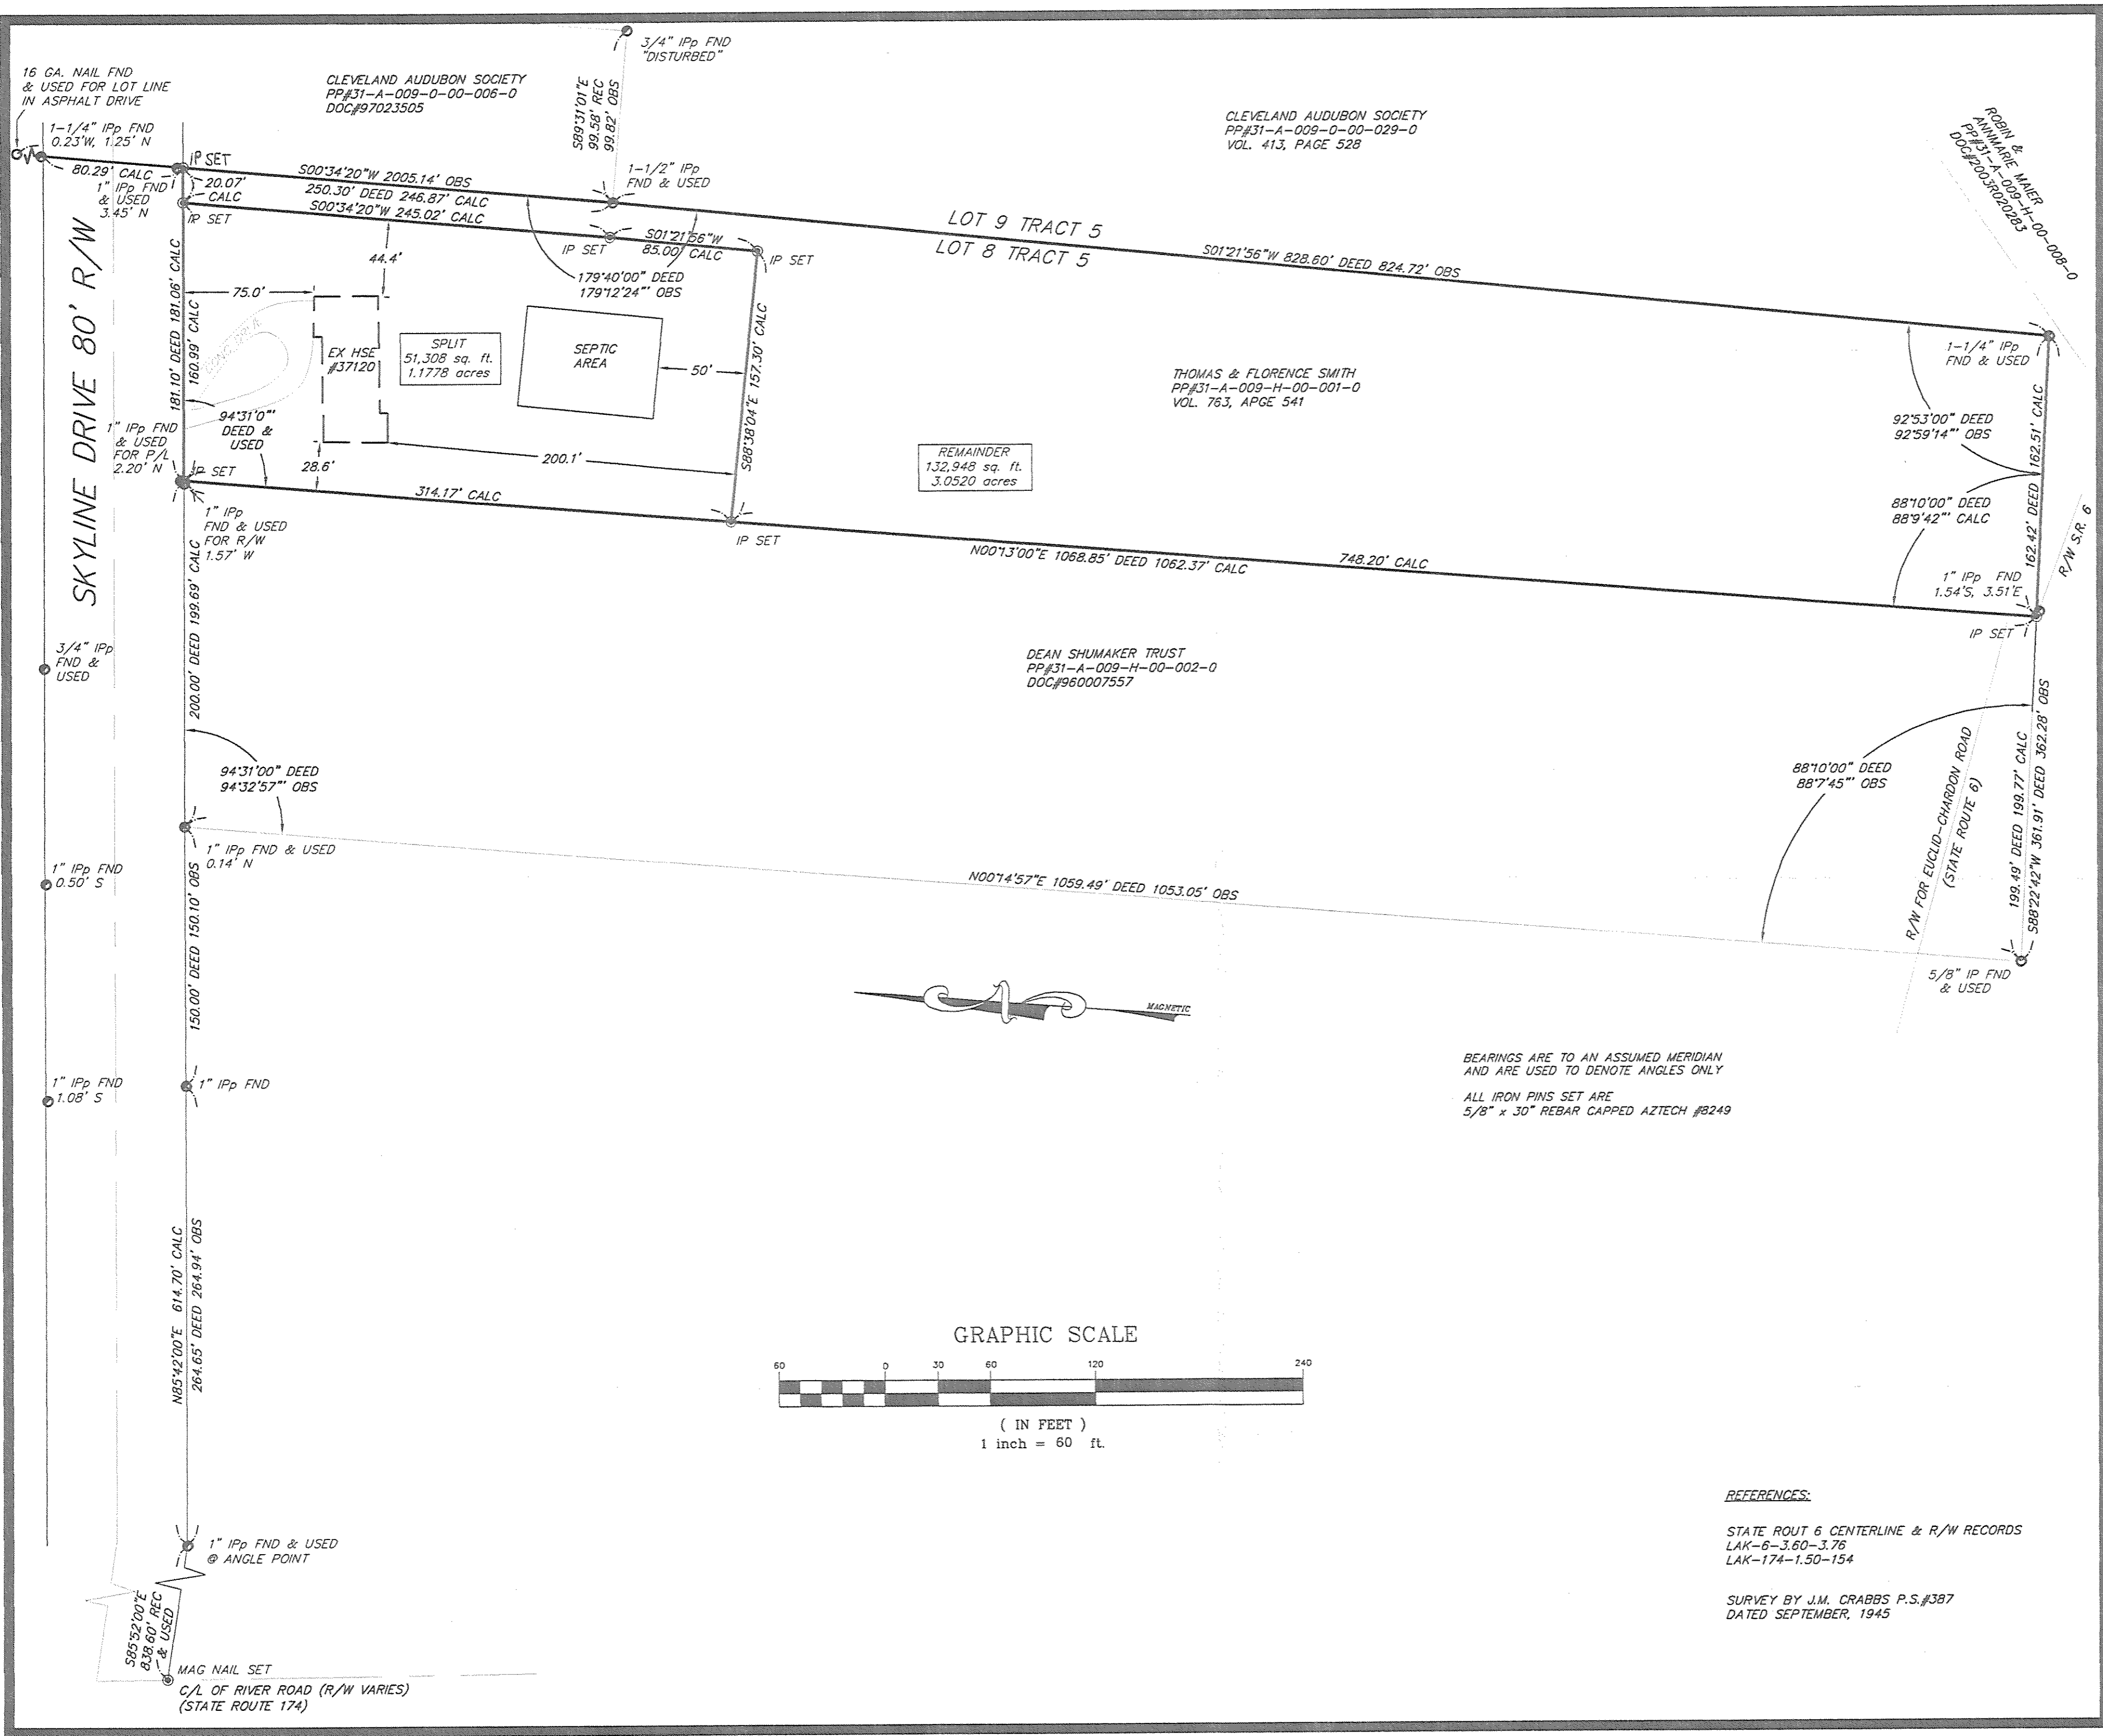 3/4" IPp FND
"DISTURBED"
16 GA. NAIL FND
& USED FOR LOT LINE
IN ASPHALT DRIVE
CLEVELAND AUDUBON SOCIETY
PP#31-A-009-0-00-006-0
DOC#97023505
S89°31'01"E
99.58' REC
99.82' OBS
CLEVELAND AUDUBON SOCIETY
PP#31-A-009-0-00-029-0
VOL. 413, PAGE 528
ROBIN &
ANNMARIE MAIER
PP#31-A-009-H-00-008-0
DOC#2003R020283
1-1/4" IPp FND
0.23'W, 1.25' N
IP SET
80.29' CALC
1" IPp FND
& USED
3.45' N
20.07'
CALC
IP SET
S00°34'20"W 2005.14' OBS
250.30' DEED 246.87' CALC
S00°34'20"W 245.02' CALC
1-1/2" IPp
FND & USED
IP SET
S01°21'56"W
85.00' CALC
IP SET
LOT 9 TRACT 5
LOT 8 TRACT 5
S01°21'56"W 828.60' DEED 824.72' OBS
179°40'00" DEED
179°12'24"' OBS
44.4'
75.0'
SKYLINE DRIVE 80' R/W
181.10' DEED 181.06' CALC
160.99' CALC
EX HSE
#37120
SPLIT
51,308 sq. ft.
1.1778 acres
SEPTIC
AREA
50'
S88°38'04"E 157.30' CALC
THOMAS & FLORENCE SMITH
PP#31-A-009-H-00-001-0
VOL. 763, APGE 541
1-1/4" IPp
FND & USED
92°53'00" DEED
92°59'14"' OBS
162.42' DEED 162.51' CALC
94°31'0"'
DEED &
USED
1" IPp FND
& USED
FOR P/L
2.20' N
IP SET
28.6'
200.1'
REMAINDER
132,948 sq. ft.
3.0520 acres
88°10'00" DEED
88°9'42"' CALC
R/W S.R. 6
314.17' CALC
1" IPp
FND & USED
FOR R/W
1.57' W
IP SET
N00°13'00"E 1068.85' DEED 1062.37' CALC
748.20' CALC
1" IPp FND
1.54'S, 3.51'E
IP SET
200.00' DEED 199.69' CALC
3/4" IPp
FND &
USED
DEAN SHUMAKER TRUST
PP#31-A-009-H-00-002-0
DOC#960007557
94°31'00" DEED
94°32'57"' OBS
88°10'00" DEED
88°7'45"' OBS
R/W FOR EUCLID-CHARDON ROAD
(STATE ROUTE 6)
199.49' DEED 199.77' CALC
S88°22'42"W 361.91' DEED 362.28' OBS
1" IPp FND & USED
0.14' N
1" IPp FND
0.50' S
N00°14'57"E 1059.49' DEED 1053.05' OBS
5/8" IP FND
& USED
150.00' DEED 150.10' OBS
MAGNETIC
BEARINGS ARE TO AN ASSUMED MERIDIAN
AND ARE USED TO DENOTE ANGLES ONLY
ALL IRON PINS SET ARE
5/8" x 30" REBAR CAPPED AZTECH #8249
1" IPp FND
1.08' S
1" IPp FND
N85°42'00"E 614.70' CALC
264.65' DEED 264.94' OBS
GRAPHIC SCALE
60 0 30 60 120 240
( IN FEET )
1 inch = 60 ft.
REFERENCES:
STATE ROUT 6 CENTERLINE & R/W RECORDS
LAK-6-3.60-3.76
LAK-174-1.50-154
SURVEY BY J.M. CRABBS P.S.#387
DATED SEPTEMBER, 1945
1" IPp FND & USED
@ ANGLE POINT
S85°52'00"E
838.60' REC
& USED
MAG NAIL SET
C/L OF RIVER ROAD (R/W VARIES)
(STATE ROUTE 174)